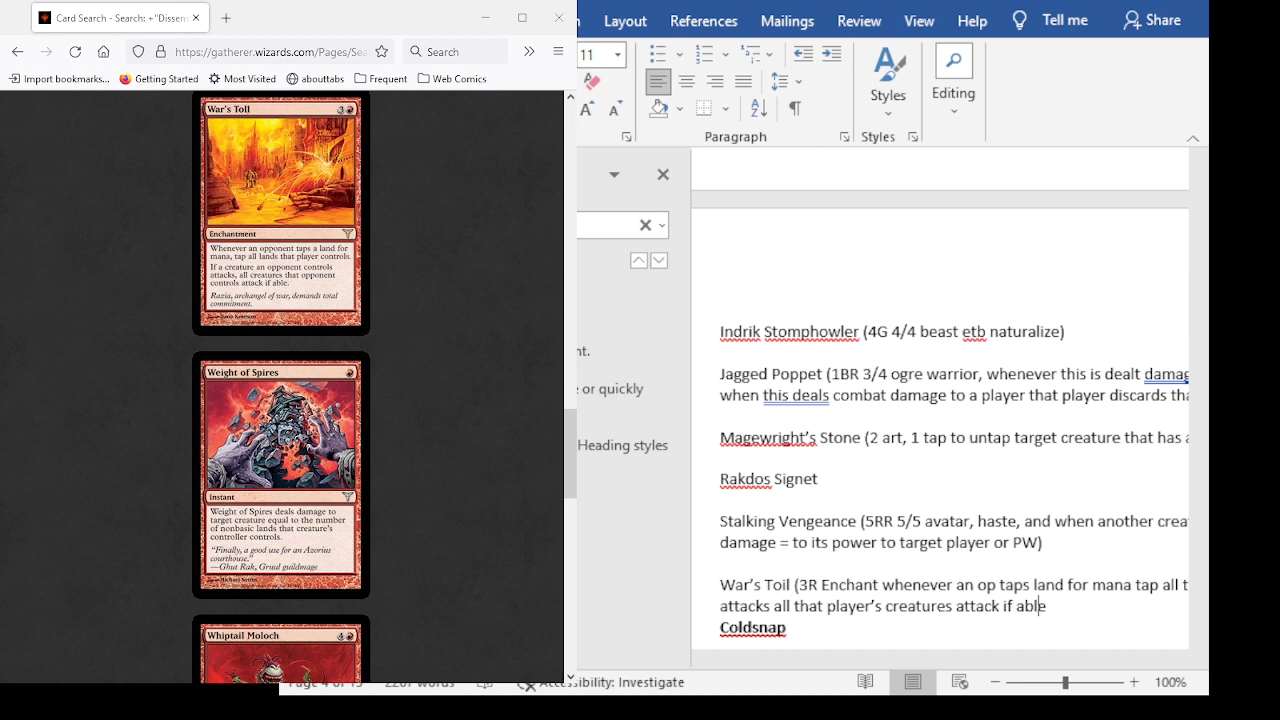 Card Search - Search: +"Dissens
https://gatherer.wizards.com/Pages/Sea
Search
Import bookmarks...
Getting Started
Most Visited
abouttabs
Frequent
Web Comics
War's Toll
3
Enchantment
Whenever an opponent taps a land for
mana, tap all lands that player controls.
If a creature an opponent controls
attacks, all creatures that opponent
controls attack if able.
Razia, archangel of war, demands total
commitment.
Weight of Spires
Instant
Weight of Spires deals damage to
target creature equal to the number
of nonbasic lands that creature's
controller controls.
"Finally, a good use for an Azorius
courthouse."
—Ghut Rak, Gruul guildmage
Whiptail Moloch
4
Layout
References
Mailings
Review
View
Help
Tell me
Share
11
Styles
Editing
Paragraph
Styles
nt.
or quickly
Heading styles
Indrik Stomphowler (4G 4/4 beast etb naturalize)
Jagged Poppet (1BR 3/4 ogre warrior, whenever this is dealt damag
when this deals combat damage to a player that player discards tha
Magewright's Stone (2 art, 1 tap to untap target creature that has a
Rakdos Signet
Stalking Vengeance (5RR 5/5 avatar, haste, and when another crea
damage = to its power to target player or PW)
War's Toil (3R Enchant whenever an op taps land for mana tap all t
attacks all that player's creatures attack if able
Coldsnap
words
Accessibility: Investigate
100%